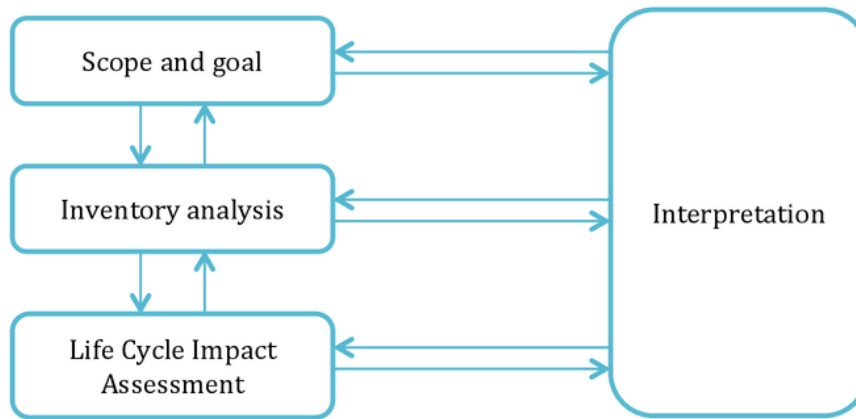 Scope and goal
Inventory analysis
Life Cycle Impact
Assessment
Interpretation